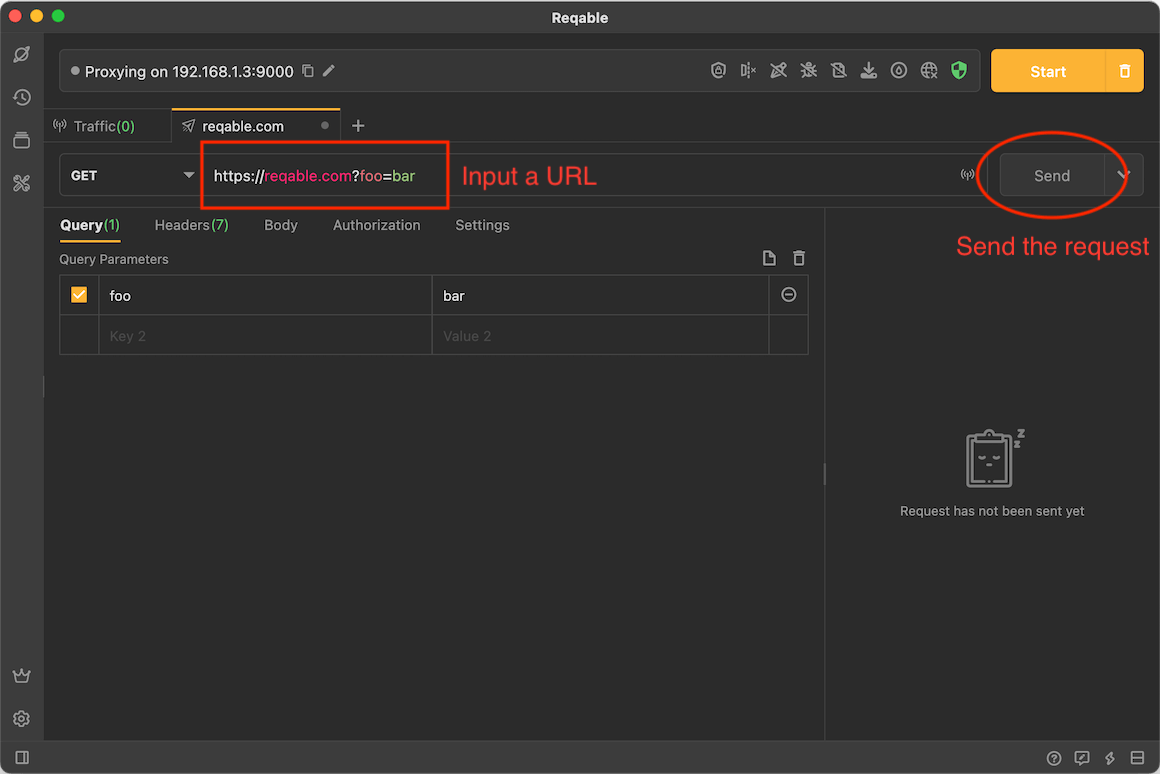 Reqable
Proxying on 192.168.1.3:9000
Start
Traffic(0)
reqable.com
GET
https://reqable.com?foo=bar
Input a URL
Send
Query(1)
Headers(7)
Body
Authorization
Settings
Send the request
Query Parameters
foo
bar
Key 2
Value 2
z
z
Request has not been sent yet